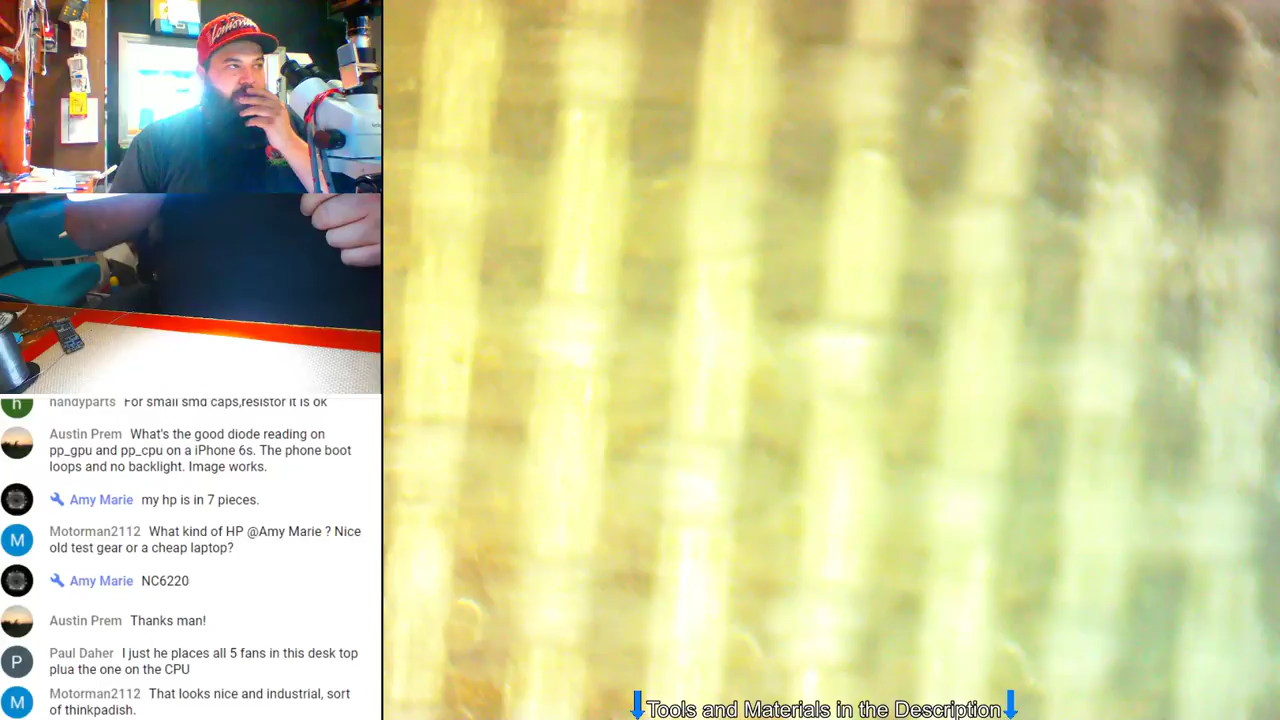 handyparts For small smd caps,resistor it is ok
Austin Prem What's the good diode reading on
pp_gpu and pp_cpu on a iPhone 6s. The phone boot
loops and no backlight. Image works.
Amy Marie my hp is in 7 pieces.
M
Motorman2112 What kind of HP @Amy Marie ? Nice
old test gear or a cheap laptop?
Amy Marie NC6220
Austin Prem Thanks man!
P
Paul Daher I just he places all 5 fans in this desk top
plua the one on the CPU
M
Motorman2112 That looks nice and industrial, sort
of thinkpadish.
Tools and Materials in the Description